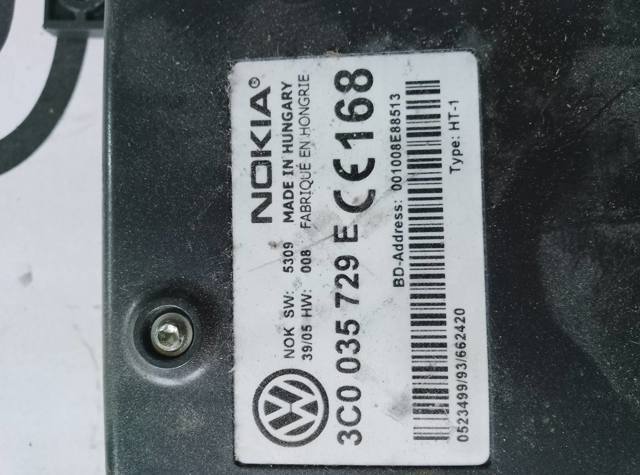 NOKIA®
NOK SW: 5309 MADE IN HUNGARY
39/05 HW: 008 FABRIQUÉ EN HONGRIE
3C0 035 729 E CE168
BD-Address: 001008E88513
0523499/93/662420 Type: HT-1